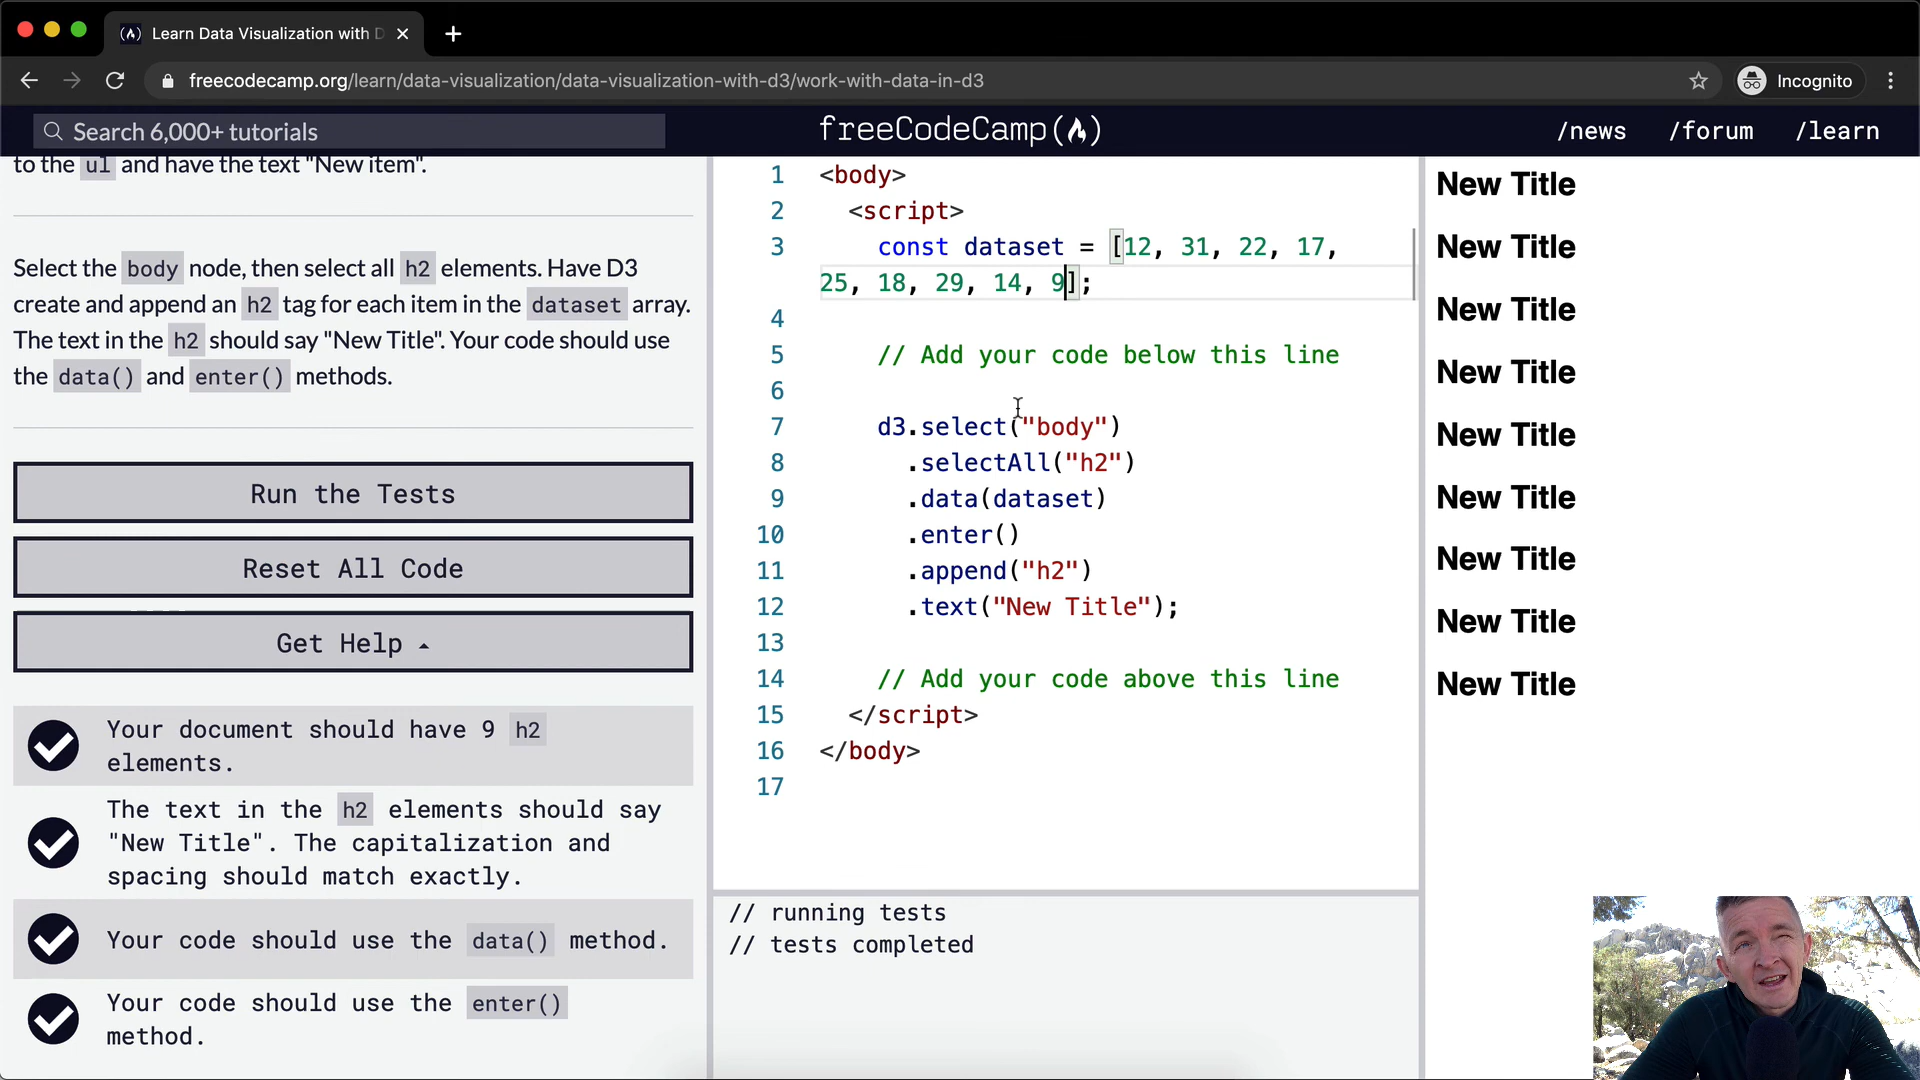 Learn Data Visualization with D
freecodecamp.org/learn/data-visualization/data-visualization-with-d3/work-with-data-in-d3
Incognito
Search 6,000+ tutorials
freeCodeCamp(🔥)
/news /forum /learn
to the ul and have the text "New item".
Select the body node, then select all h2 elements. Have D3
create and append an h2 tag for each item in the dataset array.
The text in the h2 should say "New Title". Your code should use
the data() and enter() methods.
Run the Tests
Reset All Code
Get Help
Your document should have 9 h2
elements.
The text in the h2 elements should say
"New Title". The capitalization and
spacing should match exactly.
Your code should use the data() method.
Your code should use the enter()
method.
1 <body>
2 <script>
3 const dataset = [12, 31, 22, 17,
25, 18, 29, 14, 9];
4
5 // Add your code below this line
6
7 d3.select("body")
8 .selectAll("h2")
9 .data(dataset)
10 .enter()
11 .append("h2")
12 .text("New Title");
13
14 // Add your code above this line
15 </script>
16 </body>
17
// running tests
// tests completed
New Title
New Title
New Title
New Title
New Title
New Title
New Title
New Title
New Title